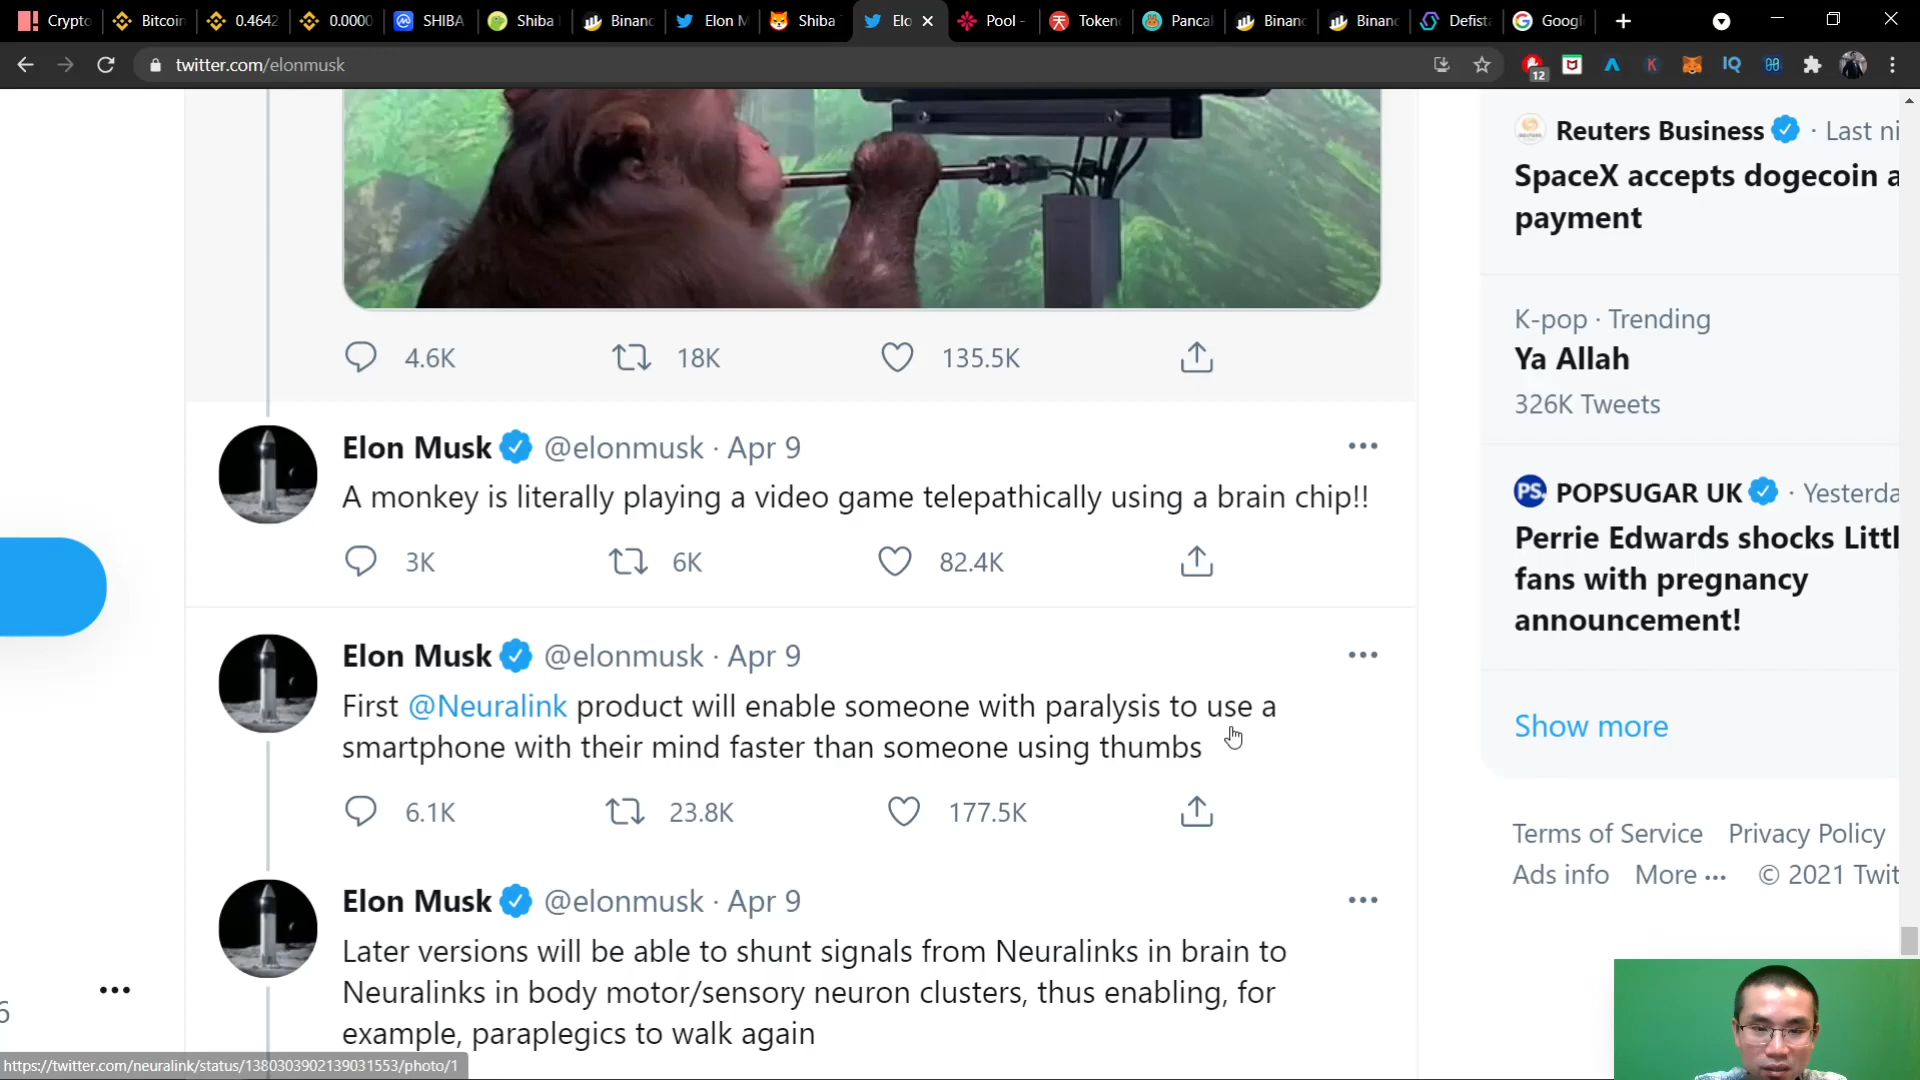 Crypto
Bitcoin
0.4642
0.0000
SHIBA
Shiba
Binanc
Elon M
Shiba
Elo
Pool -
Token
Panca
Binanc
Binanc
Defista
Googl
twitter.com/elonmusk
12
K
IQ
Reuters Business · Last ni
SpaceX accepts dogecoin a
payment
K-pop · Trending
Ya Allah
326K Tweets
PS. POPSUGAR UK · Yesterda
Perrie Edwards shocks Littl
fans with pregnancy
announcement!
Show more
Terms of Service Privacy Policy
Ads info More ··· © 2021 Twit
4.6K 18K 135.5K
Elon Musk @elonmusk · Apr 9
A monkey is literally playing a video game telepathically using a brain chip!!
3K 6K 82.4K
Elon Musk @elonmusk · Apr 9
First @Neuralink product will enable someone with paralysis to use a
smartphone with their mind faster than someone using thumbs
6.1K 23.8K 177.5K
Elon Musk @elonmusk · Apr 9
Later versions will be able to shunt signals from Neuralinks in brain to
Neuralinks in body motor/sensory neuron clusters, thus enabling, for
example, paraplegics to walk again
6
https://twitter.com/neuralink/status/1380303902139031553/photo/1